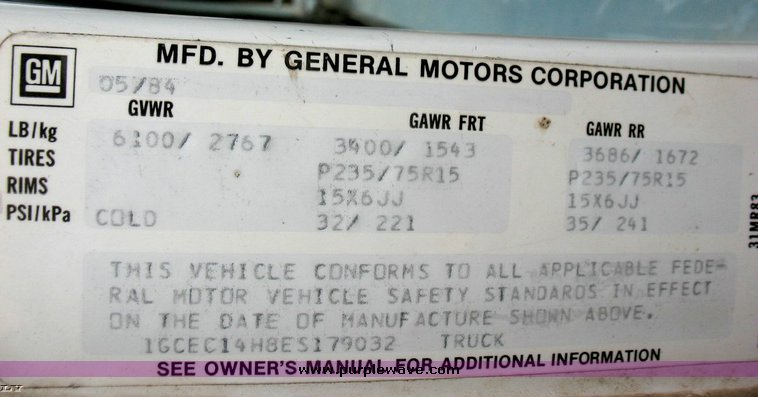 GM
MFD. BY GENERAL MOTORS CORPORATION
05/84
GVWR GAWR FRT GAWR RR
LB/kg 6100/ 2767 3400/ 1543 3686/ 1672
TIRES P235/75R15 P235/75R15
RIMS 15X6JJ 15X6JJ
PSI/kPa COLD 32/ 221 35/ 241
31MR83
THIS VEHICLE CONFORMS TO ALL APPLICABLE FEDE-
RAL MOTOR VEHICLE SAFETY STANDARDS IN EFFECT
ON THE DATE OF MANUFACTURE SHOWN ABOVE.
1GCEC14H8ES179032 TRUCK
SEE OWNER'S MANUAL FOR ADDITIONAL INFORMATION
www.purplewave.com